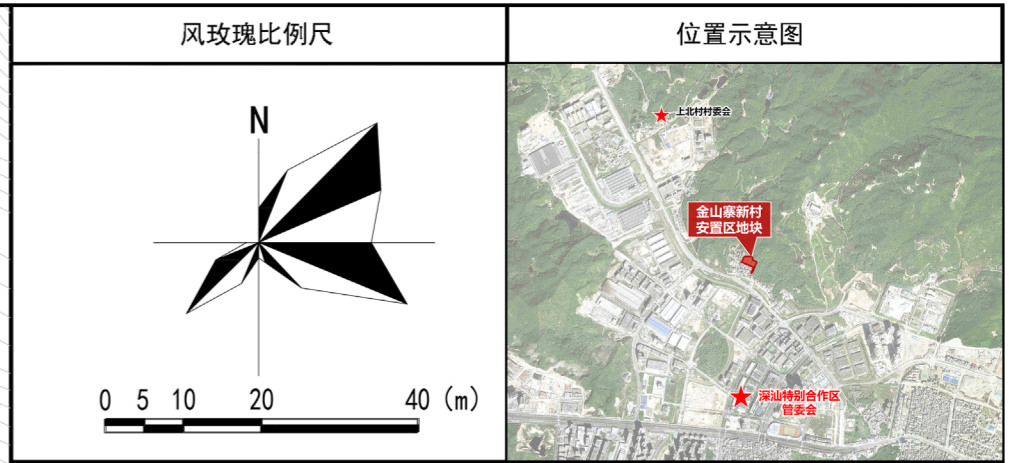 风玫瑰比例尺
位置示意图
N
0 5 10 20 40 (m)
上北村村委会
金山寨新村
安置区地块
深汕特别合作区
管委会